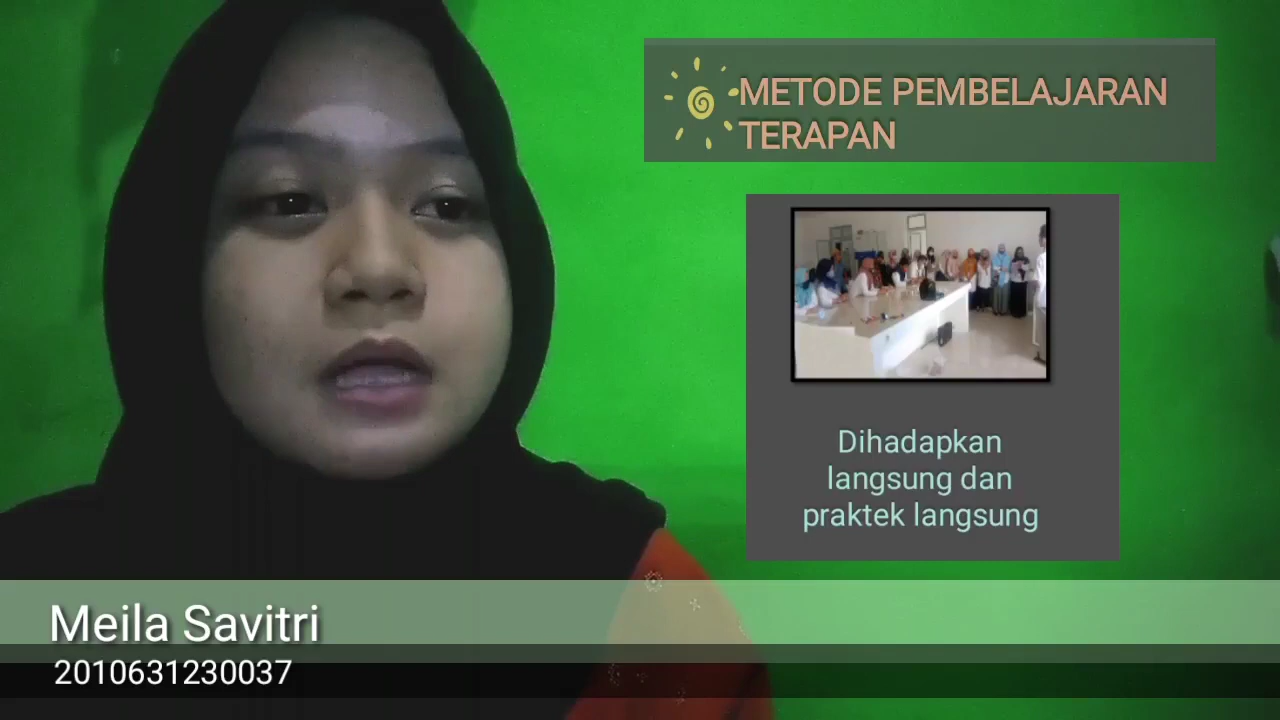 METODE PEMBELAJARAN
TERAPAN
Dihadapkan
langsung dan
praktek langsung
Meila Savitri
2010631230037